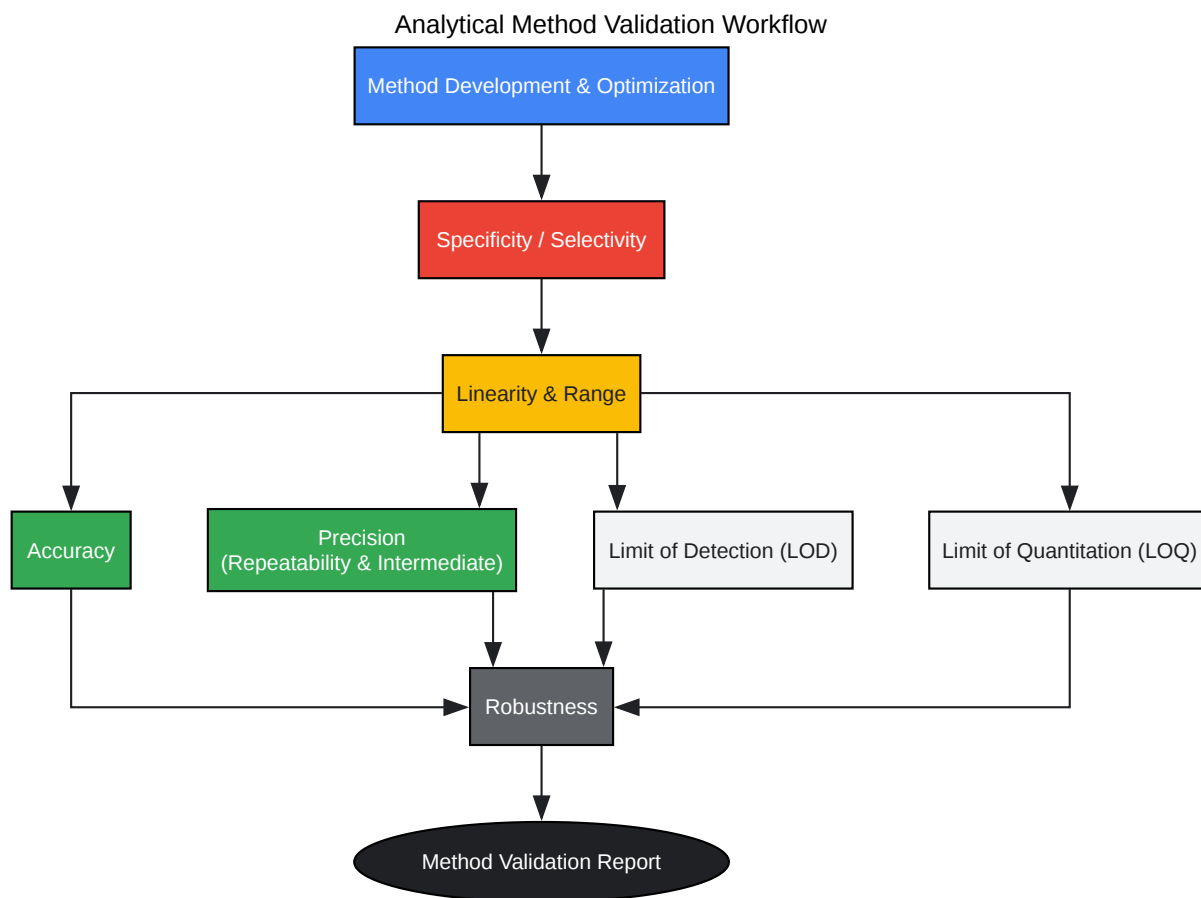 Analytical Method Validation Workflow
Method Development & Optimization
Specificity / Selectivity
Linearity & Range
Accuracy
Precision
(Repeatability & Intermediate)
Limit of Detection (LOD)
Limit of Quantitation (LOQ)
Robustness
Method Validation Report